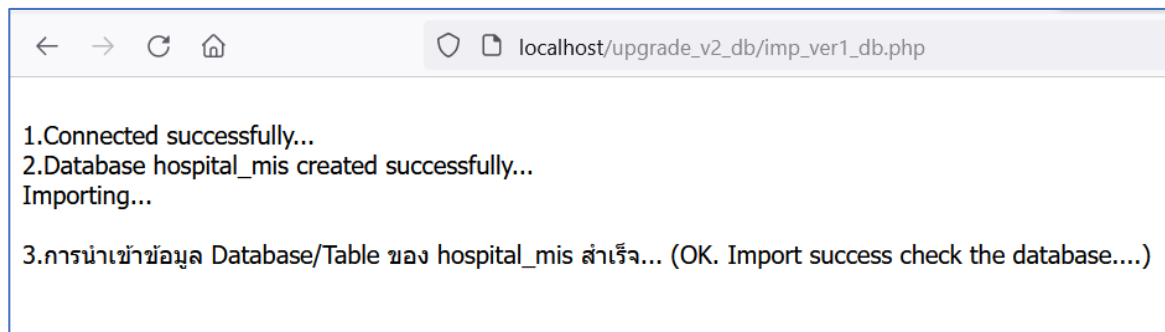 localhost/upgrade_v2_db/imp_ver1_db.php
1.Connected successfully...
2.Database hospital_mis created successfully...
Importing...
3.การนำเข้าข้อมูล Database/Table ของ hospital_mis สำเร็จ... (OK. Import success check the database....)